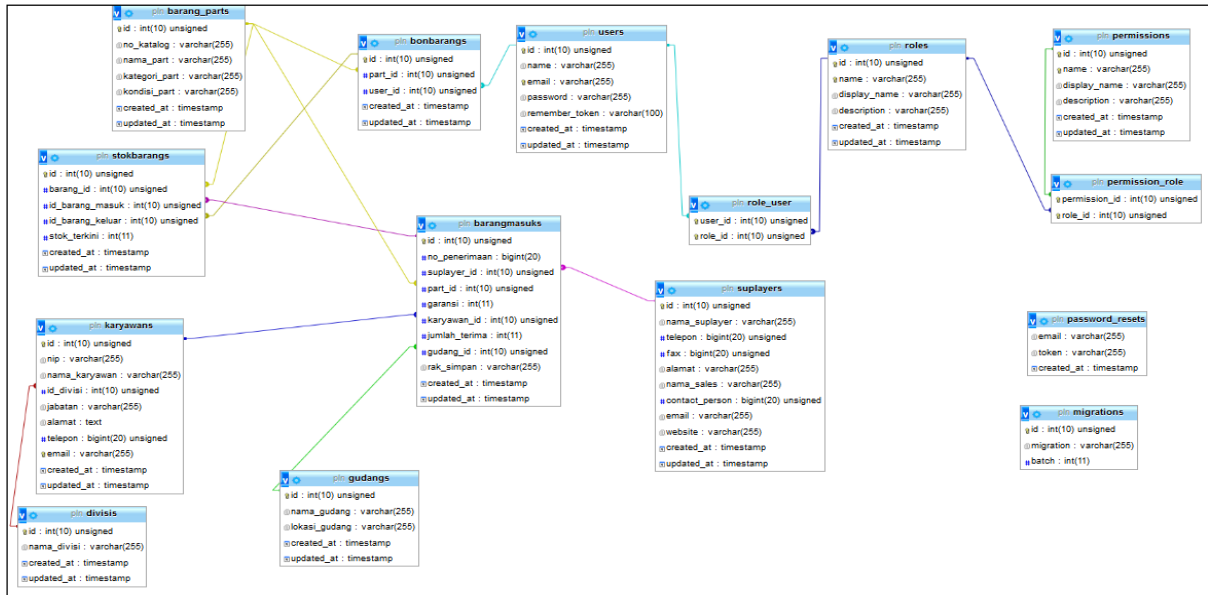 pln barang_parts
id : int(10) unsigned
no_katalog : varchar(255)
nama_part : varchar(255)
kategori_part : varchar(255)
kondisi_part : varchar(255)
created_at : timestamp
updated_at : timestamp
pln bonbarangs
id : int(10) unsigned
part_id : int(10) unsigned
user_id : int(10) unsigned
created_at : timestamp
updated_at : timestamp
pln users
id : int(10) unsigned
name : varchar(255)
email : varchar(255)
password : varchar(255)
remember_token : varchar(100)
created_at : timestamp
updated_at : timestamp
pln roles
id : int(10) unsigned
name : varchar(255)
display_name : varchar(255)
description : varchar(255)
created_at : timestamp
updated_at : timestamp
pln permissions
id : int(10) unsigned
name : varchar(255)
display_name : varchar(255)
description : varchar(255)
created_at : timestamp
updated_at : timestamp
pln stokbarangs
id : int(10) unsigned
barang_id : int(10) unsigned
id_barang_masuk : int(10) unsigned
id_barang_keluar : int(10) unsigned
stok_terkini : int(11)
created_at : timestamp
updated_at : timestamp
pln barangmasuks
id : int(10) unsigned
no_penerimaan : bigint(20)
suplayer_id : int(10) unsigned
part_id : int(10) unsigned
garansi : int(11)
karyawan_id : int(10) unsigned
jumlah_terima : int(11)
gudang_id : int(10) unsigned
rak_simpan : varchar(255)
created_at : timestamp
updated_at : timestamp
pln role_user
user_id : int(10) unsigned
role_id : int(10) unsigned
pln permission_role
permission_id : int(10) unsigned
role_id : int(10) unsigned
pln karyawans
id : int(10) unsigned
nip : varchar(255)
nama_karyawan : varchar(255)
id_divisi : int(10) unsigned
jabatan : varchar(255)
alamat : text
telepon : bigint(20) unsigned
email : varchar(255)
created_at : timestamp
updated_at : timestamp
pln suplayers
id : int(10) unsigned
nama_suplayer : varchar(255)
telepon : bigint(20) unsigned
fax : bigint(20) unsigned
alamat : varchar(255)
nama_sales : varchar(255)
contact_person : bigint(20) unsigned
email : varchar(255)
website : varchar(255)
created_at : timestamp
updated_at : timestamp
pln password_resets
email : varchar(255)
token : varchar(255)
created_at : timestamp
pln migrations
id : int(10) unsigned
migration : varchar(255)
batch : int(11)
pln gudangs
id : int(10) unsigned
nama_gudang : varchar(255)
lokasi_gudang : varchar(255)
created_at : timestamp
updated_at : timestamp
pln divisis
id : int(10) unsigned
nama_divisi : varchar(255)
created_at : timestamp
updated_at : timestamp